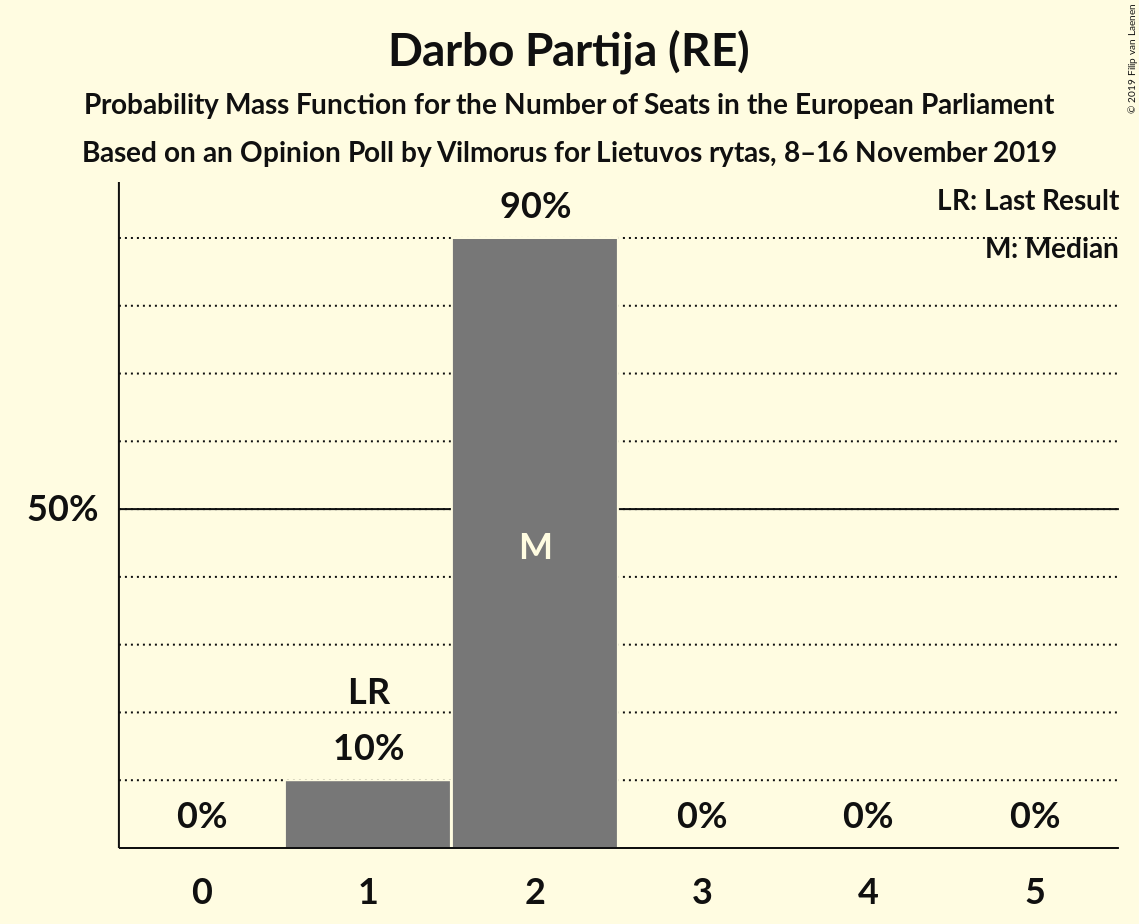 Darbo Partija (RE)
Probability Mass Function for the Number of Seats in the European Parliament
Based on an Opinion Poll by Vilmorus for Lietuvos rytas, 8–16 November 2019
© 2019 Filip van Laenen
LR: Last Result
M: Median
90%
50%
M
LR
10%
0% 0% 0% 0%
0 1 2 3 4 5